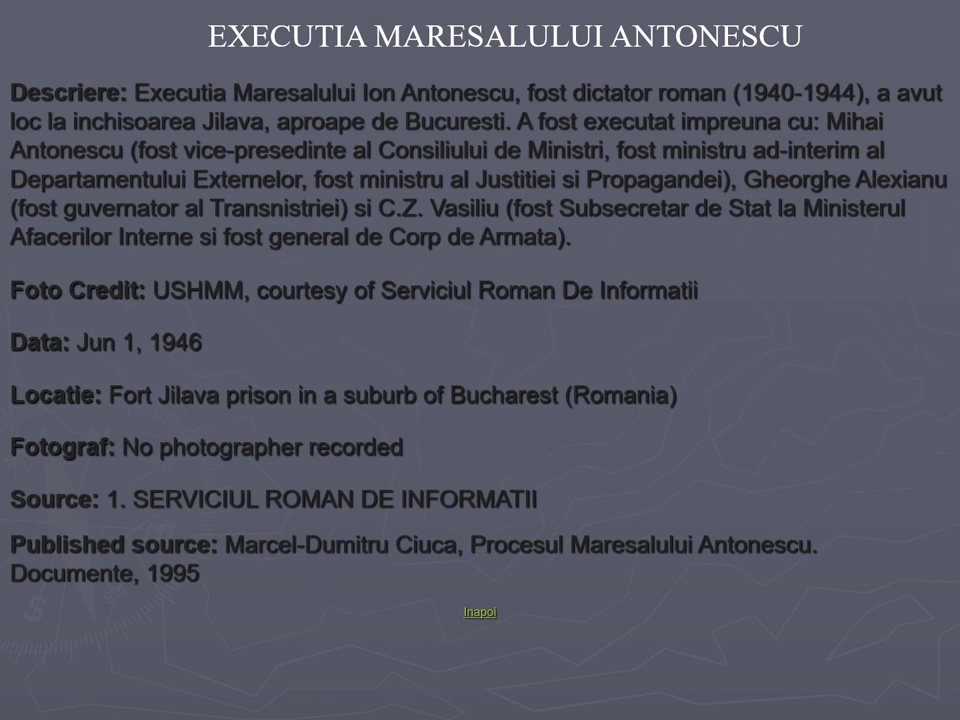 EXECUTIA MARESALULUI ANTONESCU
Descriere: Executia Maresalului Ion Antonescu, fost dictator roman (1940-1944), a avut
loc la inchisoarea Jilava, aproape de Bucuresti. A fost executat impreuna cu: Mihai
Antonescu (fost vice-presedinte al Consiliului de Ministri, fost ministru ad-interim al
Departamentului Externelor, fost ministru al Justitiei si Propagandei), Gheorghe Alexianu
(fost guvernator al Transnistriei) si C.Z. Vasiliu (fost Subsecretar de Stat la Ministerul
Afacerilor Interne si fost general de Corp de Armata).
Foto Credit: USHMM, courtesy of Serviciul Roman De Informatii
Data: Jun 1, 1946
Locatie: Fort Jilava prison in a suburb of Bucharest (Romania)
Fotograf: No photographer recorded
Source: 1. SERVICIUL ROMAN DE INFORMATII
Published source: Marcel-Dumitru Ciuca, Procesul Maresalului Antonescu.
Documente, 1995
Inapoi